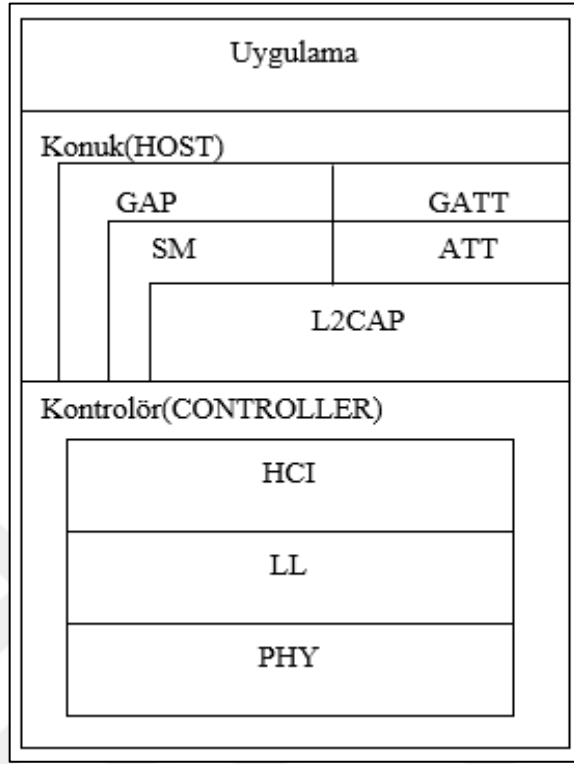 Uygulama
Konuk(HOST)
GAP GATT
SM ATT
L2CAP
Kontrolör(CONTROLLER)
HCI
LL
PHY